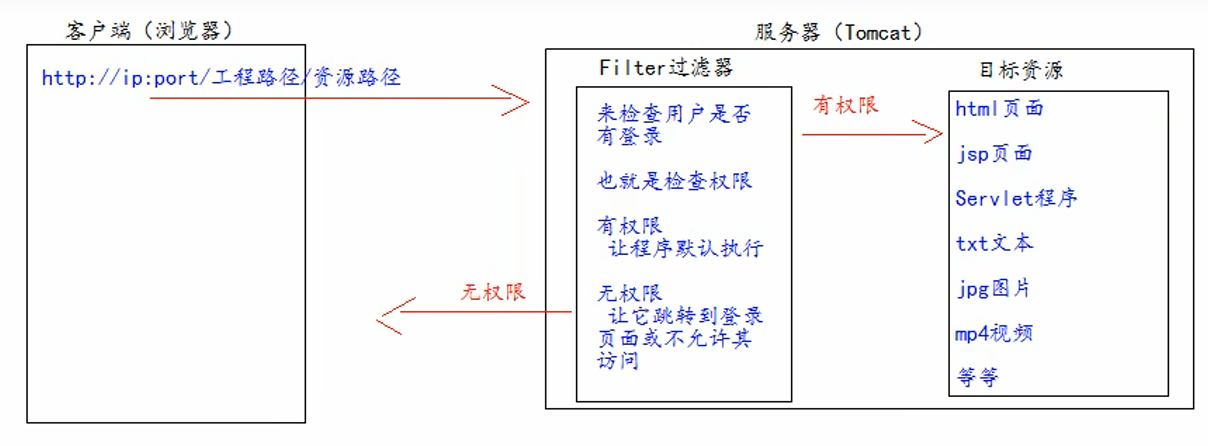 客户端（浏览器）
http://ip:port/工程路径/资源路径
服务器（Tomcat）
Filter过滤器
来检查用户是否
有登录
也就是检查权限
有权限
让程序默认执行
无权限
让它跳转到登录
页面或不允许其
访问
有权限
无权限
目标资源
html页面
jsp页面
Servlet程序
txt文本
jpg图片
mp4视频
等等